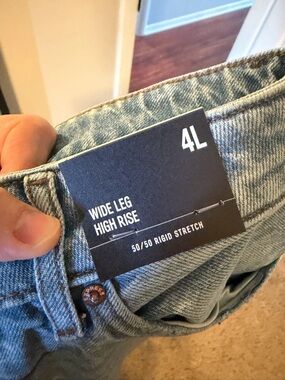 4L
WIDE LEG
HIGH RISE
50/50 RIGID STRETCH